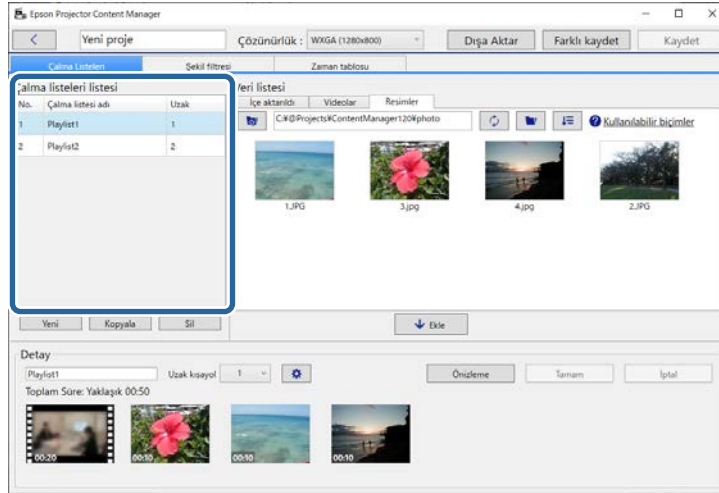 Epson Projector Content Manager
Yeni proje
Çözünürlük : WXGA (1280x800)
Dışa Aktar
Farklı kaydet
Kaydet
Çalma Listeleri
Şekil filtresi
Zaman tablosu
Çalma listeleri listesi
No. Çalma listesi adı Uzak
1 Playlist1 1
2 Playlist2 2
Yeni
Kopyala
Sil
Veri listesi
İçe aktarıldı
Videolar
Resimler
C:¥@Projects¥ContentManager120¥photo
Kullanılabilir biçimler
1.JPG
3.jpg
4.jpg
2.JPG
Ekle
Detay
Playlist1
Uzak kısayol 1
Önizleme
Tamam
İptal
Toplam Süre: Yaklaşık 00:50
00:20
00:10
00:10
00:10